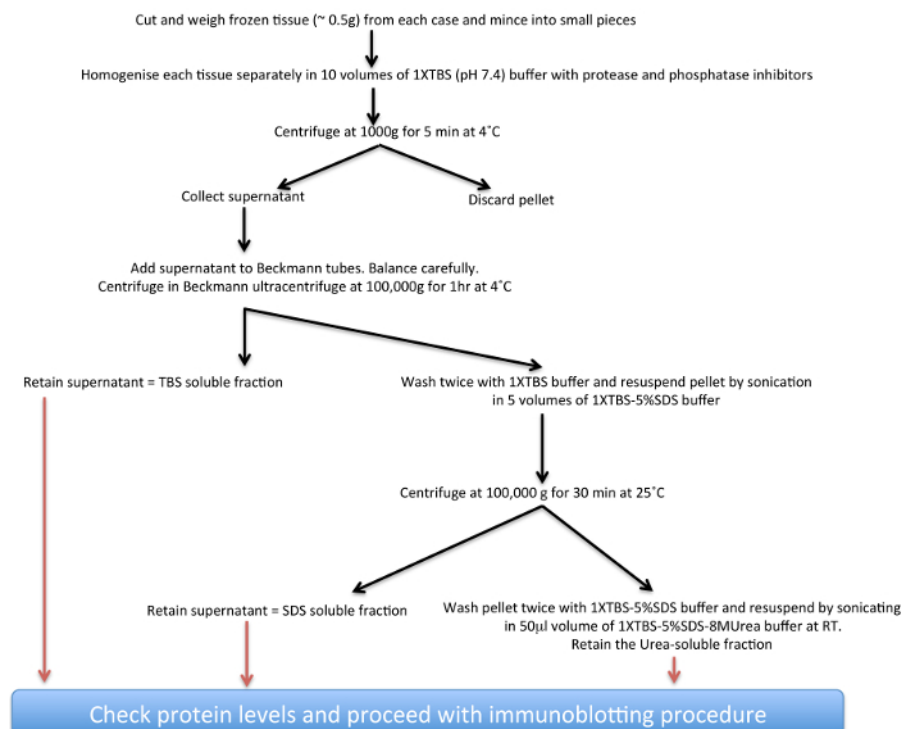 Cut and weigh frozen tissue (~ 0.5g) from each case and mince into small pieces
Homogenise each tissue separately in 10 volumes of 1XTBS (pH 7.4) buffer with protease and phosphatase inhibitors
Centrifuge at 1000g for 5 min at 4˚C
Collect supernatant
Discard pellet
Add supernatant to Beckmann tubes. Balance carefully.
Centrifuge in Beckmann ultracentrifuge at 100,000g for 1hr at 4˚C
Retain supernatant = TBS soluble fraction
Wash twice with 1XTBS buffer and resuspend pellet by sonication
in 5 volumes of 1XTBS-5%SDS buffer
Centrifuge at 100,000 g for 30 min at 25˚C
Retain supernatant = SDS soluble fraction
Wash pellet twice with 1XTBS-5%SDS buffer and resuspend by sonicating
in 50μl volume of 1XTBS-5%SDS-8MUrea buffer at RT.
Retain the Urea-soluble fraction
Check protein levels and proceed with immunoblotting procedure